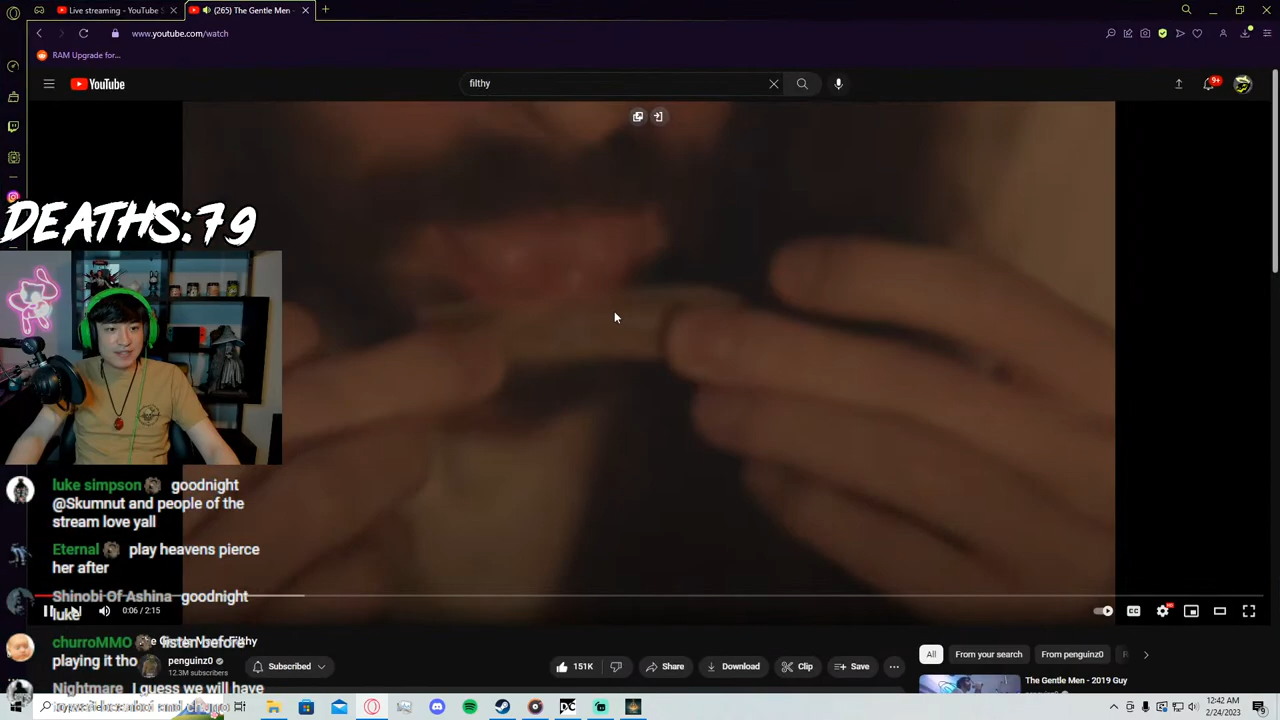 Live streaming - YouTube S
(265) The Gentle Men -
www.youtube.com/watch
RAM Upgrade for...
YouTube
filthy
9+
DEATHS:79
luke simpson goodnight
@Skumnut and people of the
stream love yall
Eternal play heavens pierce
her after
Shinobi Of Ashina goodnight
luke
0:06 / 2:15
churroMMO listen before
playing it tho
Filthy
penguinz0
12.3M subscribers
Subscribed
151K
Share
Download
Clip
Save
All
From your search
From penguinz0
The Gentle Men - 2019 Guy
Nightmare I guess we will have
12:42 AM
2/24/2023